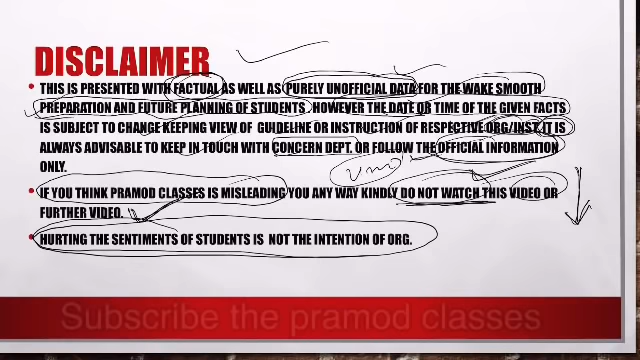 DISCLAIMER
THIS IS PRESENTED WITH FACTUAL AS WELL AS PURELY UNOFFICIAL DATA FOR THE WAKE SMOOTH
PREPARATION AND FUTURE PLANNING OF STUDENTS. HOWEVER THE DATE OR TIME OF THE GIVEN FACTS
IS SUBJECT TO CHANGE KEEPING VIEW OF GUIDELINE OR INSTRUCTION OF RESPECTIVE ORG/INST. IT IS
ALWAYS ADVISABLE TO KEEP IN TOUCH WITH CONCERN DEPT. OR FOLLOW THE OFFICIAL INFORMATION
ONLY.
IF YOU THINK PRAMOD CLASSES IS MISLEADING YOU ANY WAY KINDLY DO NOT WATCH THIS VIDEO OR
FURTHER VIDEO.
HURTING THE SENTIMENTS OF STUDENTS IS NOT THE INTENTION OF ORG.
Subscribe the pramod classes